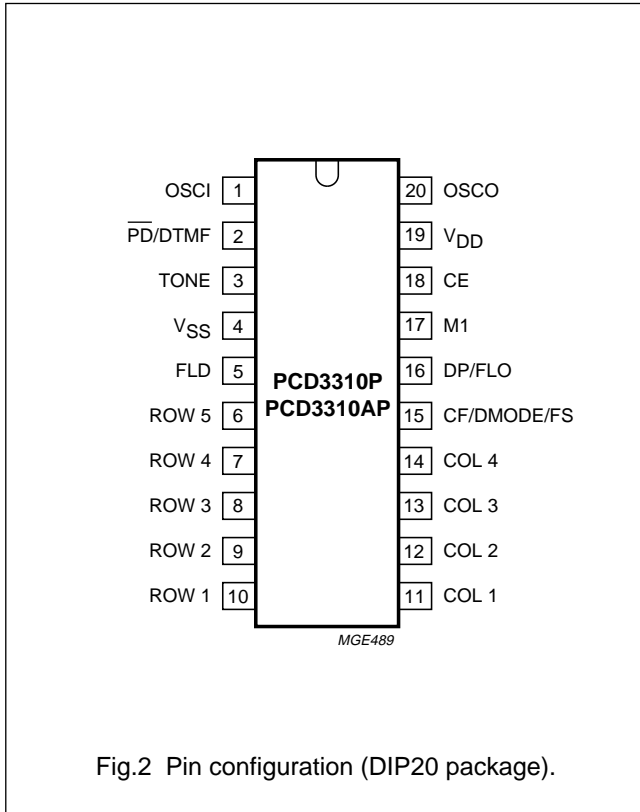 OSCI 1 20 OSCO
P̅D̅/DTMF 2 19 VDD
TONE 3 18 CE
VSS 4 17 M1
FLD 5 16 DP/FLO
PCD3310P
PCD3310AP
ROW 5 6 15 CF/DMODE/FS
ROW 4 7 14 COL 4
ROW 3 8 13 COL 3
ROW 2 9 12 COL 2
ROW 1 10 11 COL 1
MGE489
Fig.2 Pin configuration (DIP20 package).